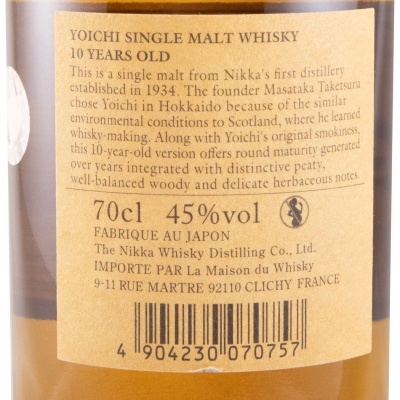 YOICHI SINGLE MALT WHISKY
10 YEARS OLD
This is a single malt from Nikka's first distillery
established in 1934. The founder Masataka Taketsuru
chose Yoichi in Hokkaido because of the similar
environmental conditions to Scotland, where he learned
whisky-making. Along with Yoichi's original smokiness,
this 10-year-old version offers round maturity generated
over years integrated with distinctive peaty,
well-balanced woody and delicate herbaceous notes.
70cl 45%vol
FABRIQUE AU JAPON
The Nikka Whisky Distilling Co., Ltd.
IMPORTE PAR La Maison du Whisky
9-11 RUE MARTRE 92110 CLICHY FRANCE
4 904230 070757